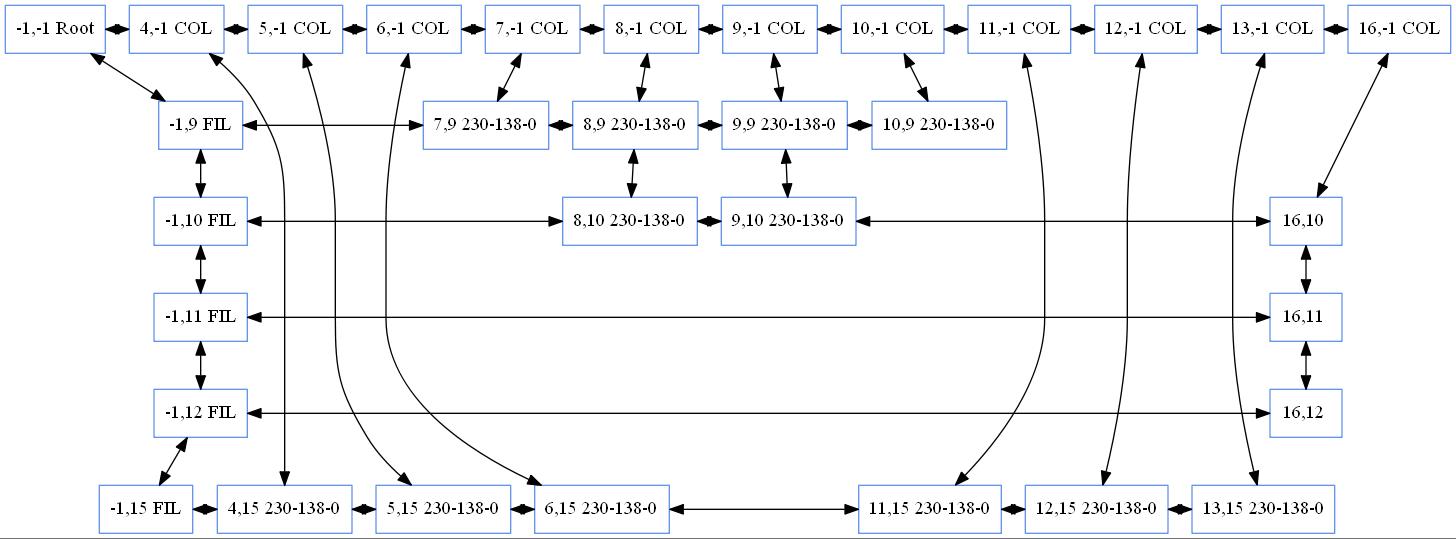 -1,-1 Root 4,-1 COL 5,-1 COL 6,-1 COL 7,-1 COL 8,-1 COL 9,-1 COL 10,-1 COL 11,-1 COL 12,-1 COL 13,-1 COL 16,-1 COL
-1,9 FIL 7,9 230-138-0 8,9 230-138-0 9,9 230-138-0 10,9 230-138-0
-1,10 FIL 8,10 230-138-0 9,10 230-138-0 16,10
-1,11 FIL 16,11
-1,12 FIL 16,12
-1,15 FIL 4,15 230-138-0 5,15 230-138-0 6,15 230-138-0 11,15 230-138-0 12,15 230-138-0 13,15 230-138-0